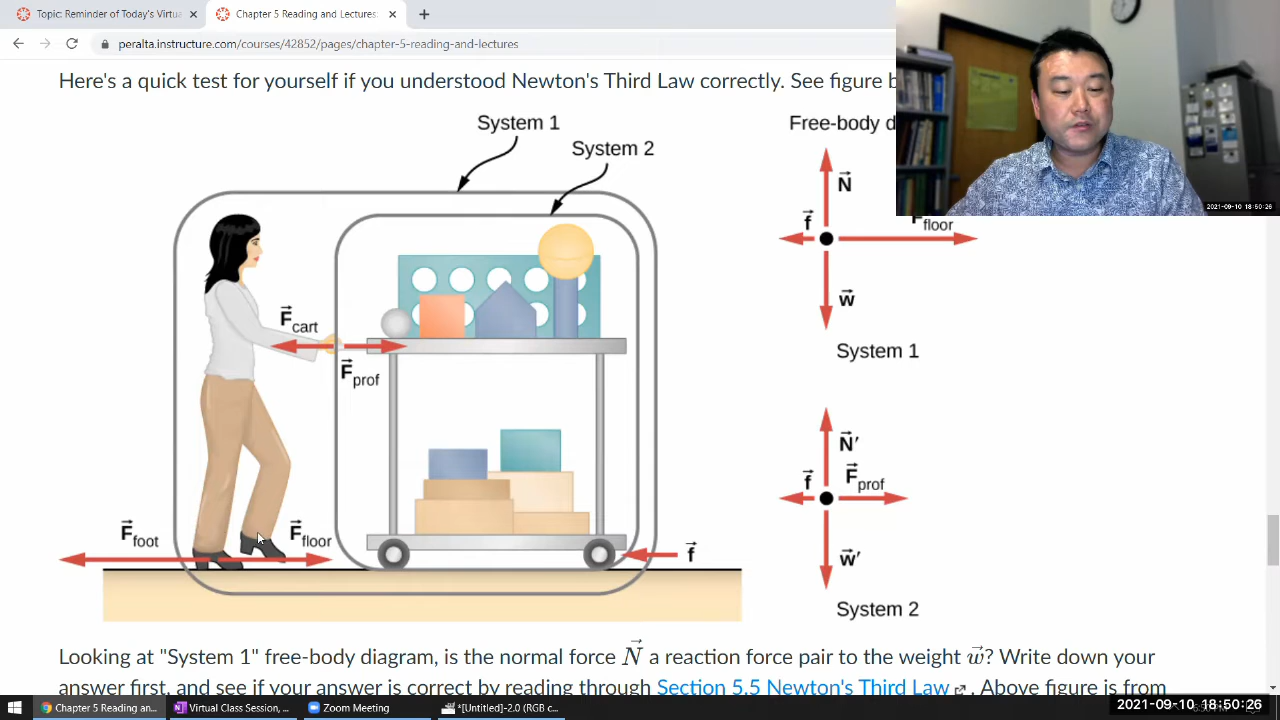 Topic: Reminder of Today's Virtua
Chapter 5 Reading and Lectures:
peralta.instructure.com/courses/42852/pages/chapter-5-reading-and-lectures
Here's a quick test for yourself if you understood Newton's Third Law correctly. See figure b
System 1
System 2
Free-body d
N
f
floor
w
System 1
F cart
F prof
N′
f
F prof
w′
System 2
F foot
F floor
f
Looking at "System 1" free-body diagram, is the normal force N a reaction force pair to the weight w? Write down your
answer first, and see if your answer is correct by reading through Section 5.5 Newton's Third Law . Above figure is from
Chapter 5 Reading an...
Virtual Class Session, ...
Zoom Meeting
*[Untitled]-2.0 (RGB c...
2021-09-10 18:50:26
2021-09-10 18:50:26